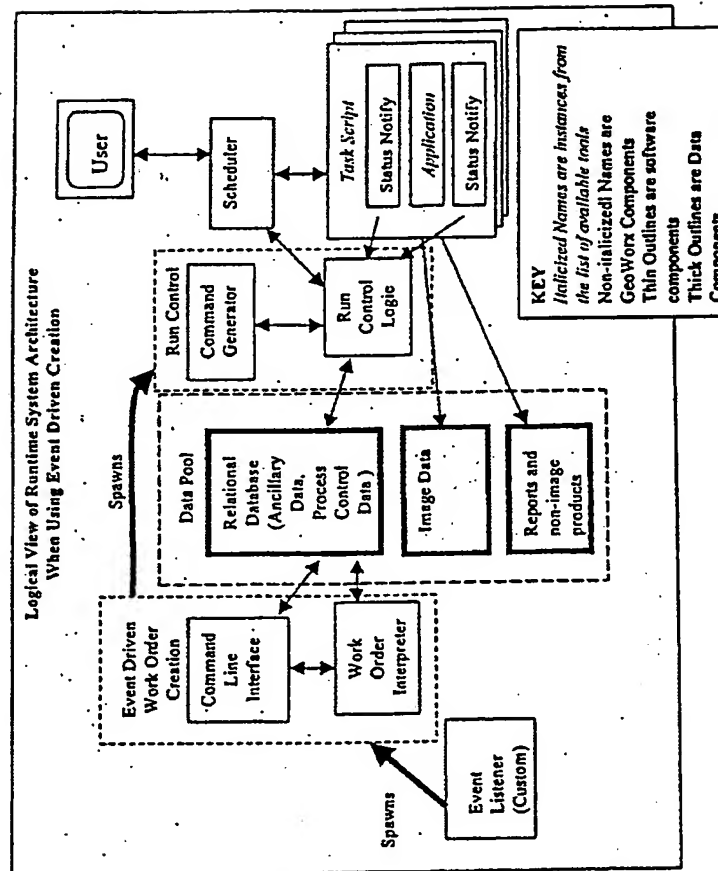 Logical View of Runtime System Architecture
When Using Event Driven Creation
Spawns
Event Driven
Work Order
Creation
Command
Line
Interface
Work
Order
Interpreter
Spawns
Event
Listener
(Custom)
Data Pool
Relational
Database
(Ancillary
Data,
Process
Control
Data )
Image Data
Reports and
non-image
products
Run Control
Command
Generator
Run
Control
Logic
User
Scheduler
Task Script
Status Notify
Application
Status Notify
KEY
Italicized Names are instances from
the list of available tools
Non-italicized Names are
GeoWorx Components
Thin Outlines are software
components
Thick Outlines are Data
Components